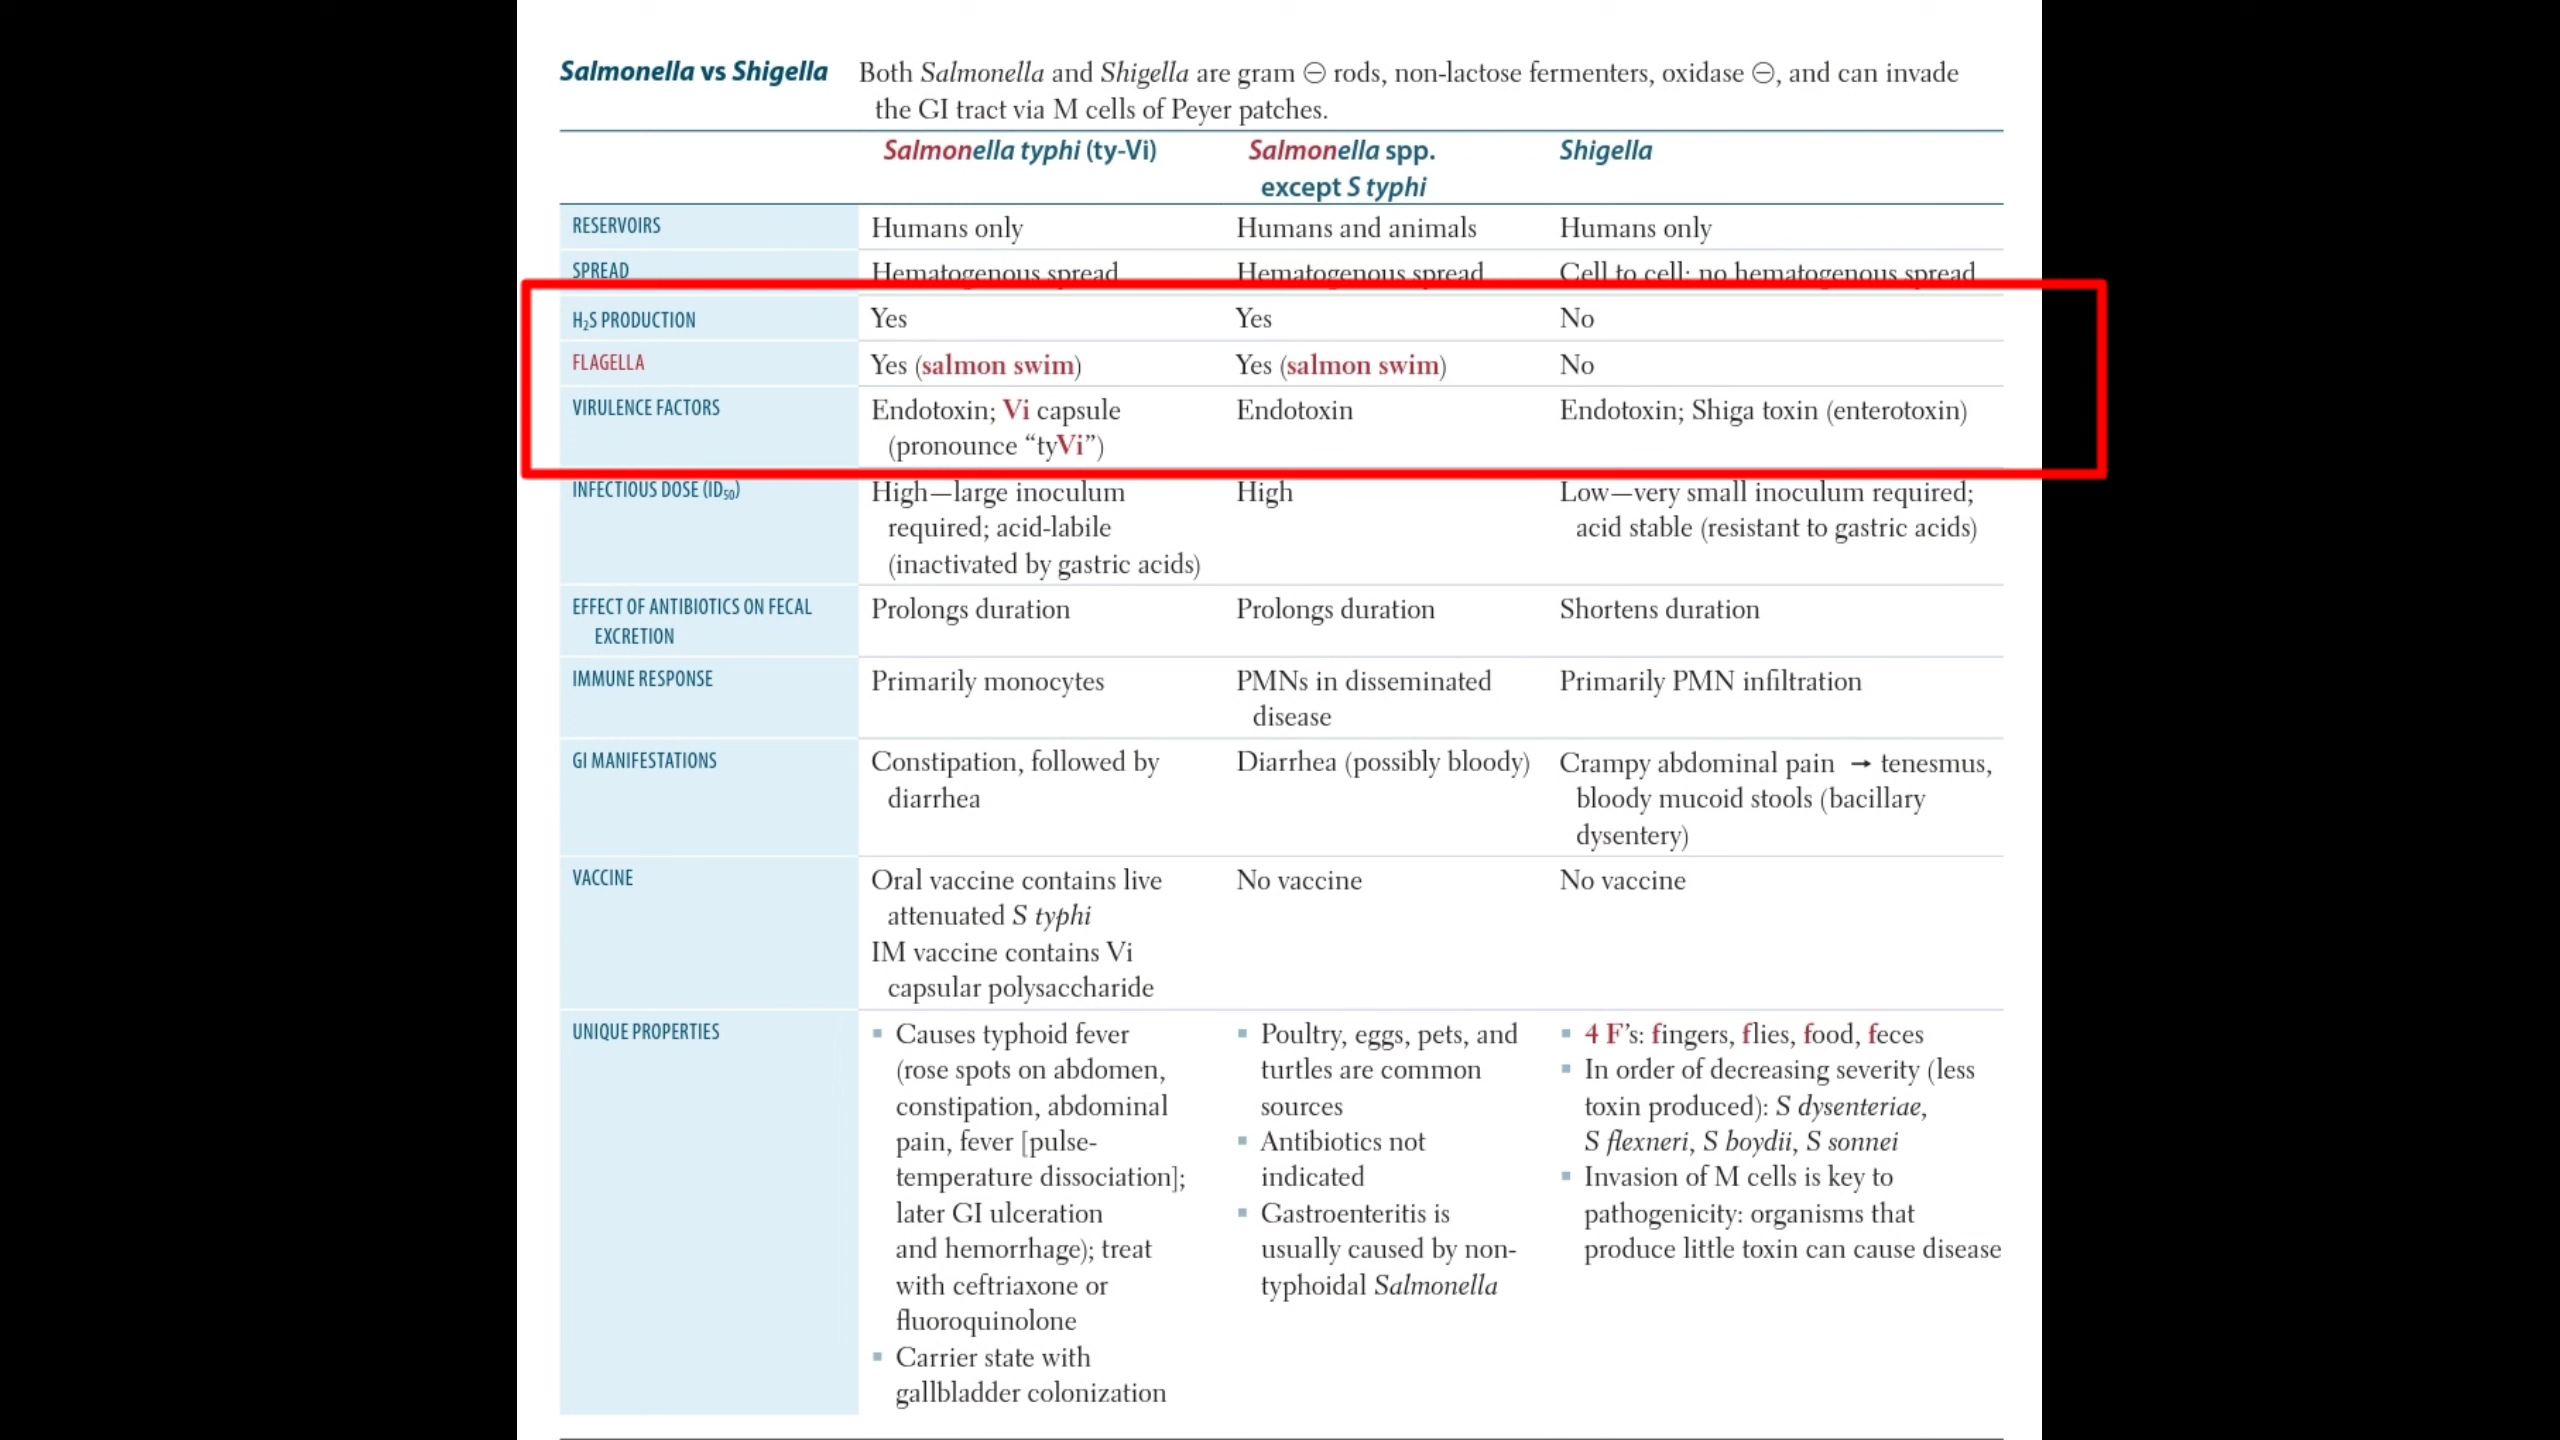 Salmonella vs Shigella
Both Salmonella and Shigella are gram ⊖ rods, non-lactose fermenters, oxidase ⊖, and can invade
the GI tract via M cells of Peyer patches.
Salmonella typhi (ty-Vi)
Salmonella spp.
except S typhi
Shigella
RESERVOIRS
Humans only
Humans and animals
Humans only
SPREAD
Hematogenous spread
Hematogenous spread
Cell to cell; no hematogenous spread
H₂S PRODUCTION
Yes
Yes
No
FLAGELLA
Yes (salmon swim)
Yes (salmon swim)
No
VIRULENCE FACTORS
Endotoxin; Vi capsule
(pronounce “tyVi”)
Endotoxin
Endotoxin; Shiga toxin (enterotoxin)
INFECTIOUS DOSE (ID₅₀)
High—large inoculum
required; acid-labile
(inactivated by gastric acids)
High
Low—very small inoculum required;
acid stable (resistant to gastric acids)
EFFECT OF ANTIBIOTICS ON FECAL
EXCRETION
Prolongs duration
Prolongs duration
Shortens duration
IMMUNE RESPONSE
Primarily monocytes
PMNs in disseminated
disease
Primarily PMN infiltration
GI MANIFESTATIONS
Constipation, followed by
diarrhea
Diarrhea (possibly bloody)
Crampy abdominal pain → tenesmus,
bloody mucoid stools (bacillary
dysentery)
VACCINE
Oral vaccine contains live
attenuated S typhi
IM vaccine contains Vi
capsular polysaccharide
No vaccine
No vaccine
UNIQUE PROPERTIES
▪ Causes typhoid fever
(rose spots on abdomen,
constipation, abdominal
pain, fever [pulse-
temperature dissociation];
later GI ulceration
and hemorrhage); treat
with ceftriaxone or
fluoroquinolone
▪ Carrier state with
gallbladder colonization
▪ Poultry, eggs, pets, and
turtles are common
sources
▪ Antibiotics not
indicated
▪ Gastroenteritis is
usually caused by non-
typhoidal Salmonella
▪ 4 F’s: fingers, flies, food, feces
▪ In order of decreasing severity (less
toxin produced): S dysenteriae,
S flexneri, S boydii, S sonnei
▪ Invasion of M cells is key to
pathogenicity: organisms that
produce little toxin can cause disease